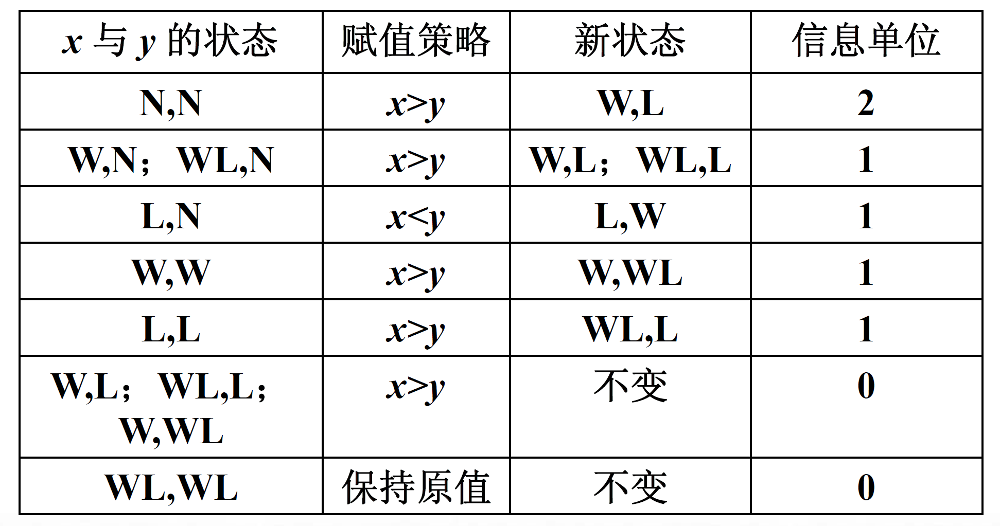 x 与 y 的状态 赋值策略 新状态 信息单位
N,N x>y W,L 2
W,N；WL,N x>y W,L；WL,L 1
L,N x<y L,W 1
W,W x>y W,WL 1
L,L x>y WL,L 1
W,L；WL,L； x>y 不变 0
W,WL
WL,WL 保持原值 不变 0